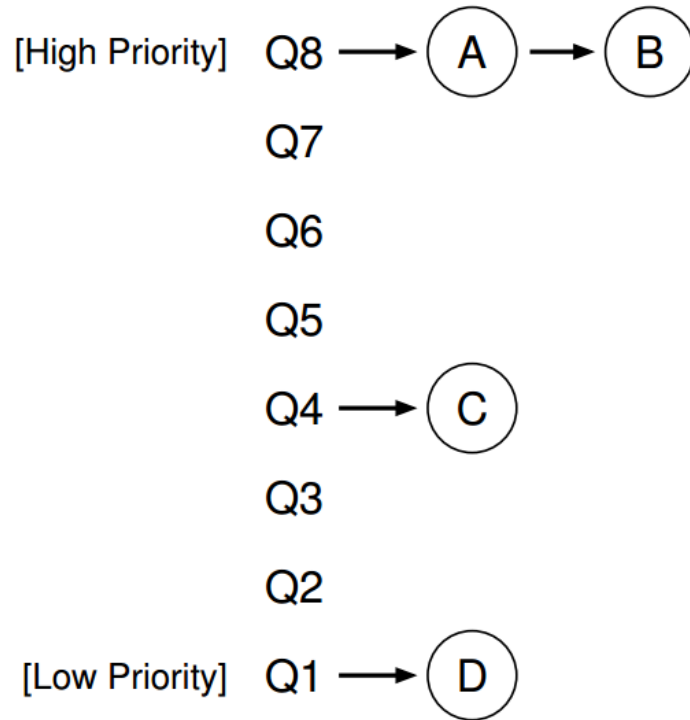 [High Priority] Q8 A B
Q7
Q6
Q5
Q4 C
Q3
Q2
[Low Priority] Q1 D